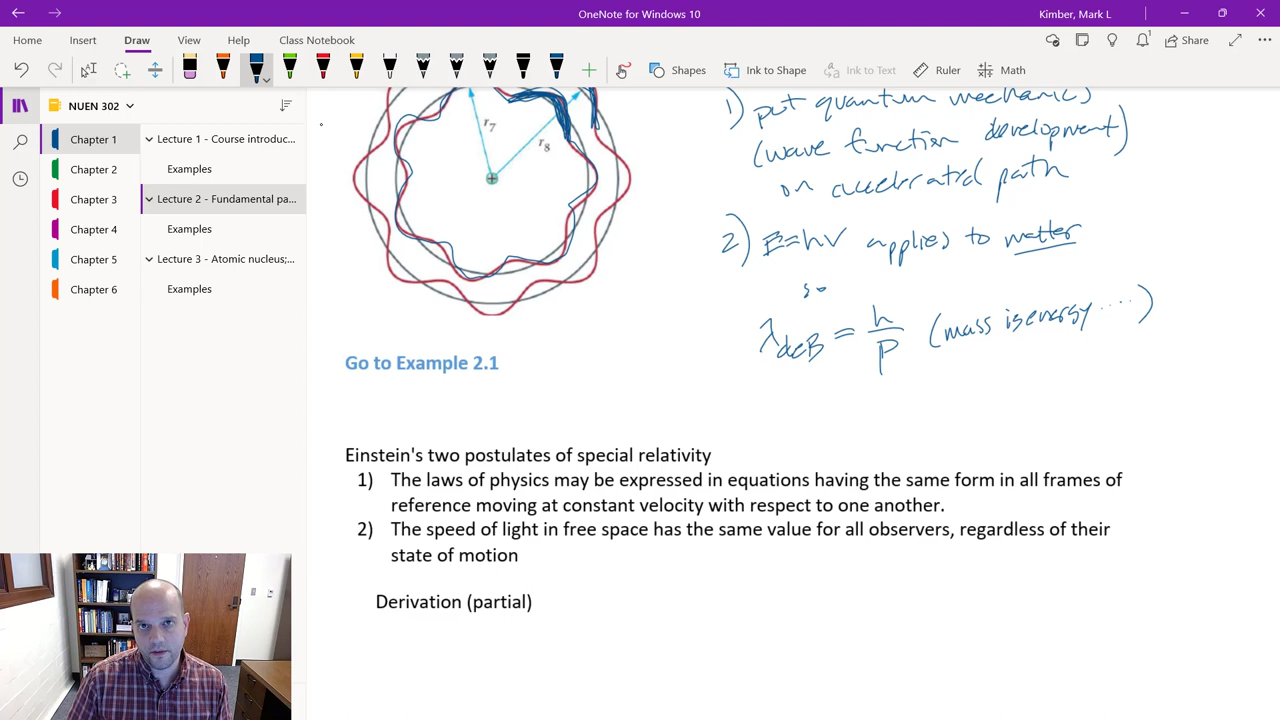 OneNote for Windows 10
Kimber, Mark L
Home
Insert
Draw
View
Help
Class Notebook
Share
Shapes
Ink to Shape
Ink to Text
Ruler
Math
NUEN 302
Chapter 1
Chapter 2
Chapter 3
Chapter 4
Chapter 5
Chapter 6
Lecture 1 - Course introduc...
Examples
Lecture 2 - Fundamental pa...
Examples
Lecture 3 - Atomic nucleus;...
Examples
r7
r8
1) put quantum mechanics
(wave function development)
on accelerated path
2) E=hν applies to matter
so
λdeB = h/P (mass is energy ....)
Go to Example 2.1
Einstein's two postulates of special relativity
1) The laws of physics may be expressed in equations having the same form in all frames of
reference moving at constant velocity with respect to one another.
2) The speed of light in free space has the same value for all observers, regardless of their
state of motion
Derivation (partial)